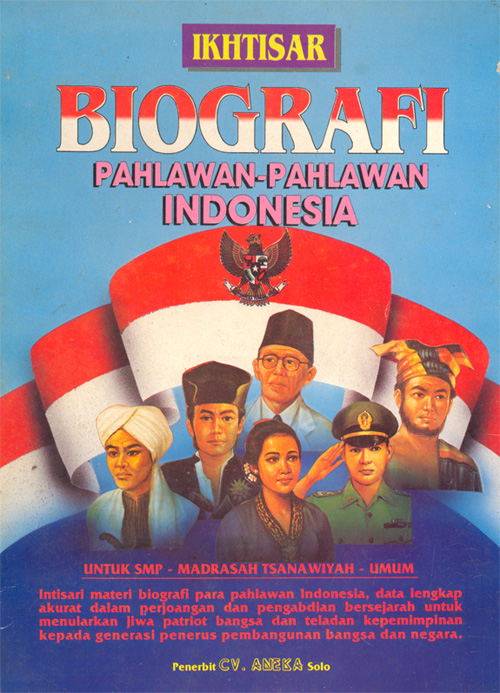 IKHTISAR
BIOGRAFI
PAHLAWAN-PAHLAWAN
INDONESIA
UNTUK SMP - MADRASAH TSANAWIYAH - UMUM
Intisari materi biografi para pahlawan Indonesia, data lengkap
akurat dalam perjoangan dan pengabdian bersejarah untuk
menularkan Jiwa patriot bangsa dan teladan kepemimpinan
kepada generasi penerus pembangunan bangsa dan negara.
Penerbit CV. ANEKA Solo